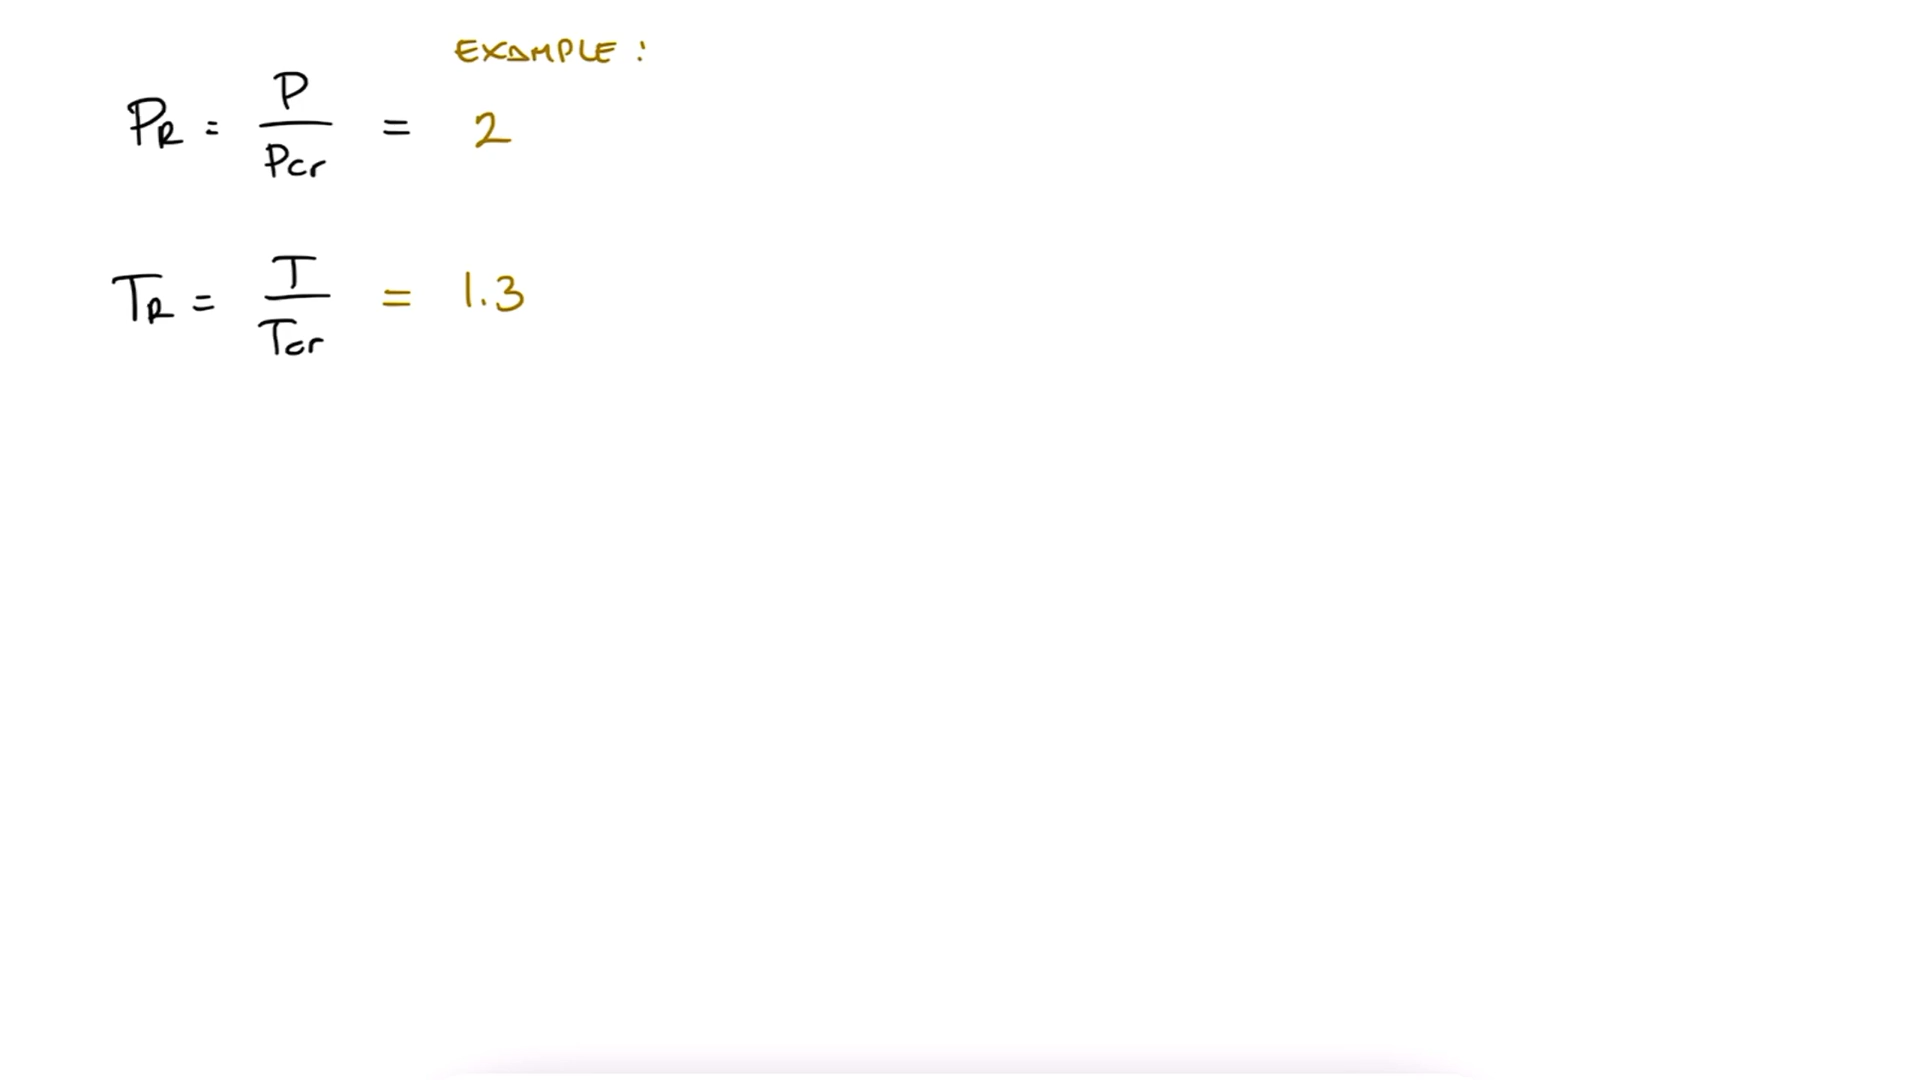 EXAMPLE :
PR = P / Pcr = 2
TR = T / Tcr = 1.3